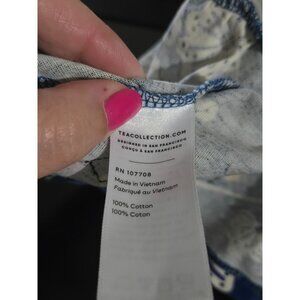 TEACOLLECTION.COM
DESIGNED IN SAN FRANCISCO.
CONÇU À SAN FRANCISCO.
RN 107708
Made in Vietnam
Fabriqué au Vietnam
100% Cotton
100% Coton